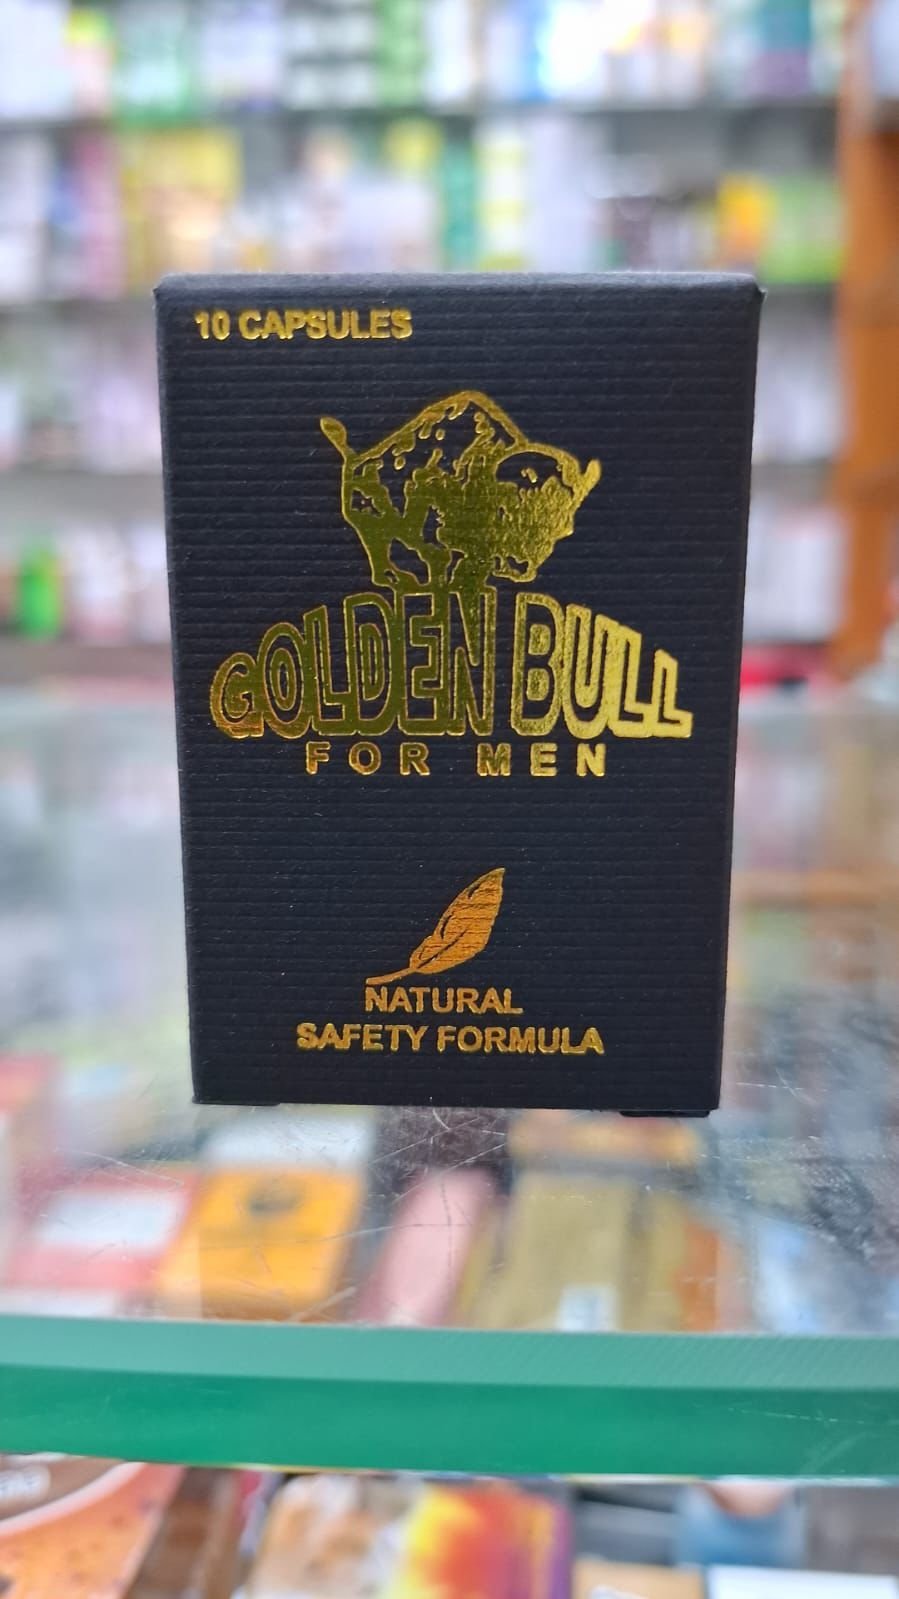 10 CAPSULES
GOLDEN BULL
FOR MEN
NATURAL
SAFETY FORMULA